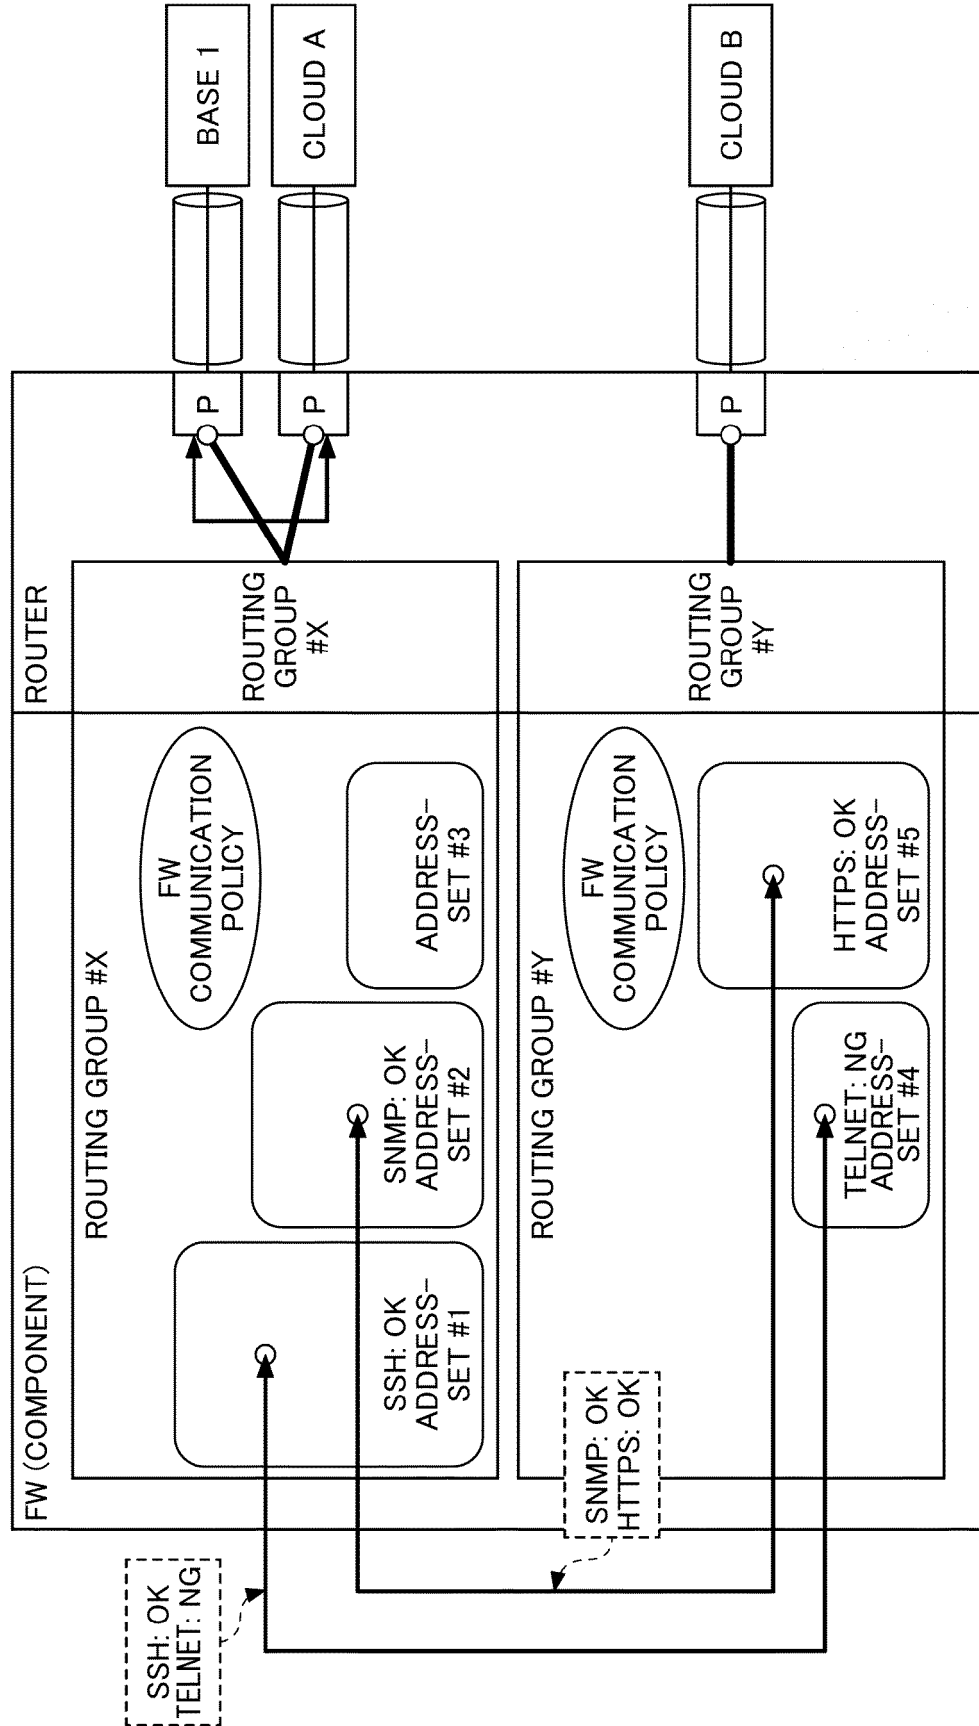 FW (COMPONENT)
ROUTER
ROUTING GROUP #X
SSH: OK
ADDRESS-
SET #1
SNMP: OK
ADDRESS-
SET #2
ADDRESS-
SET #3
FW
COMMUNICATION
POLICY
ROUTING
GROUP
#X
P
P
BASE 1
CLOUD A
SSH: OK
TELNET: NG
SNMP: OK
HTTPS: OK
ROUTING GROUP #Y
TELNET: NG
ADDRESS-
SET #4
HTTPS: OK
ADDRESS-
SET #5
FW
COMMUNICATION
POLICY
ROUTING
GROUP
#Y
P
CLOUD B